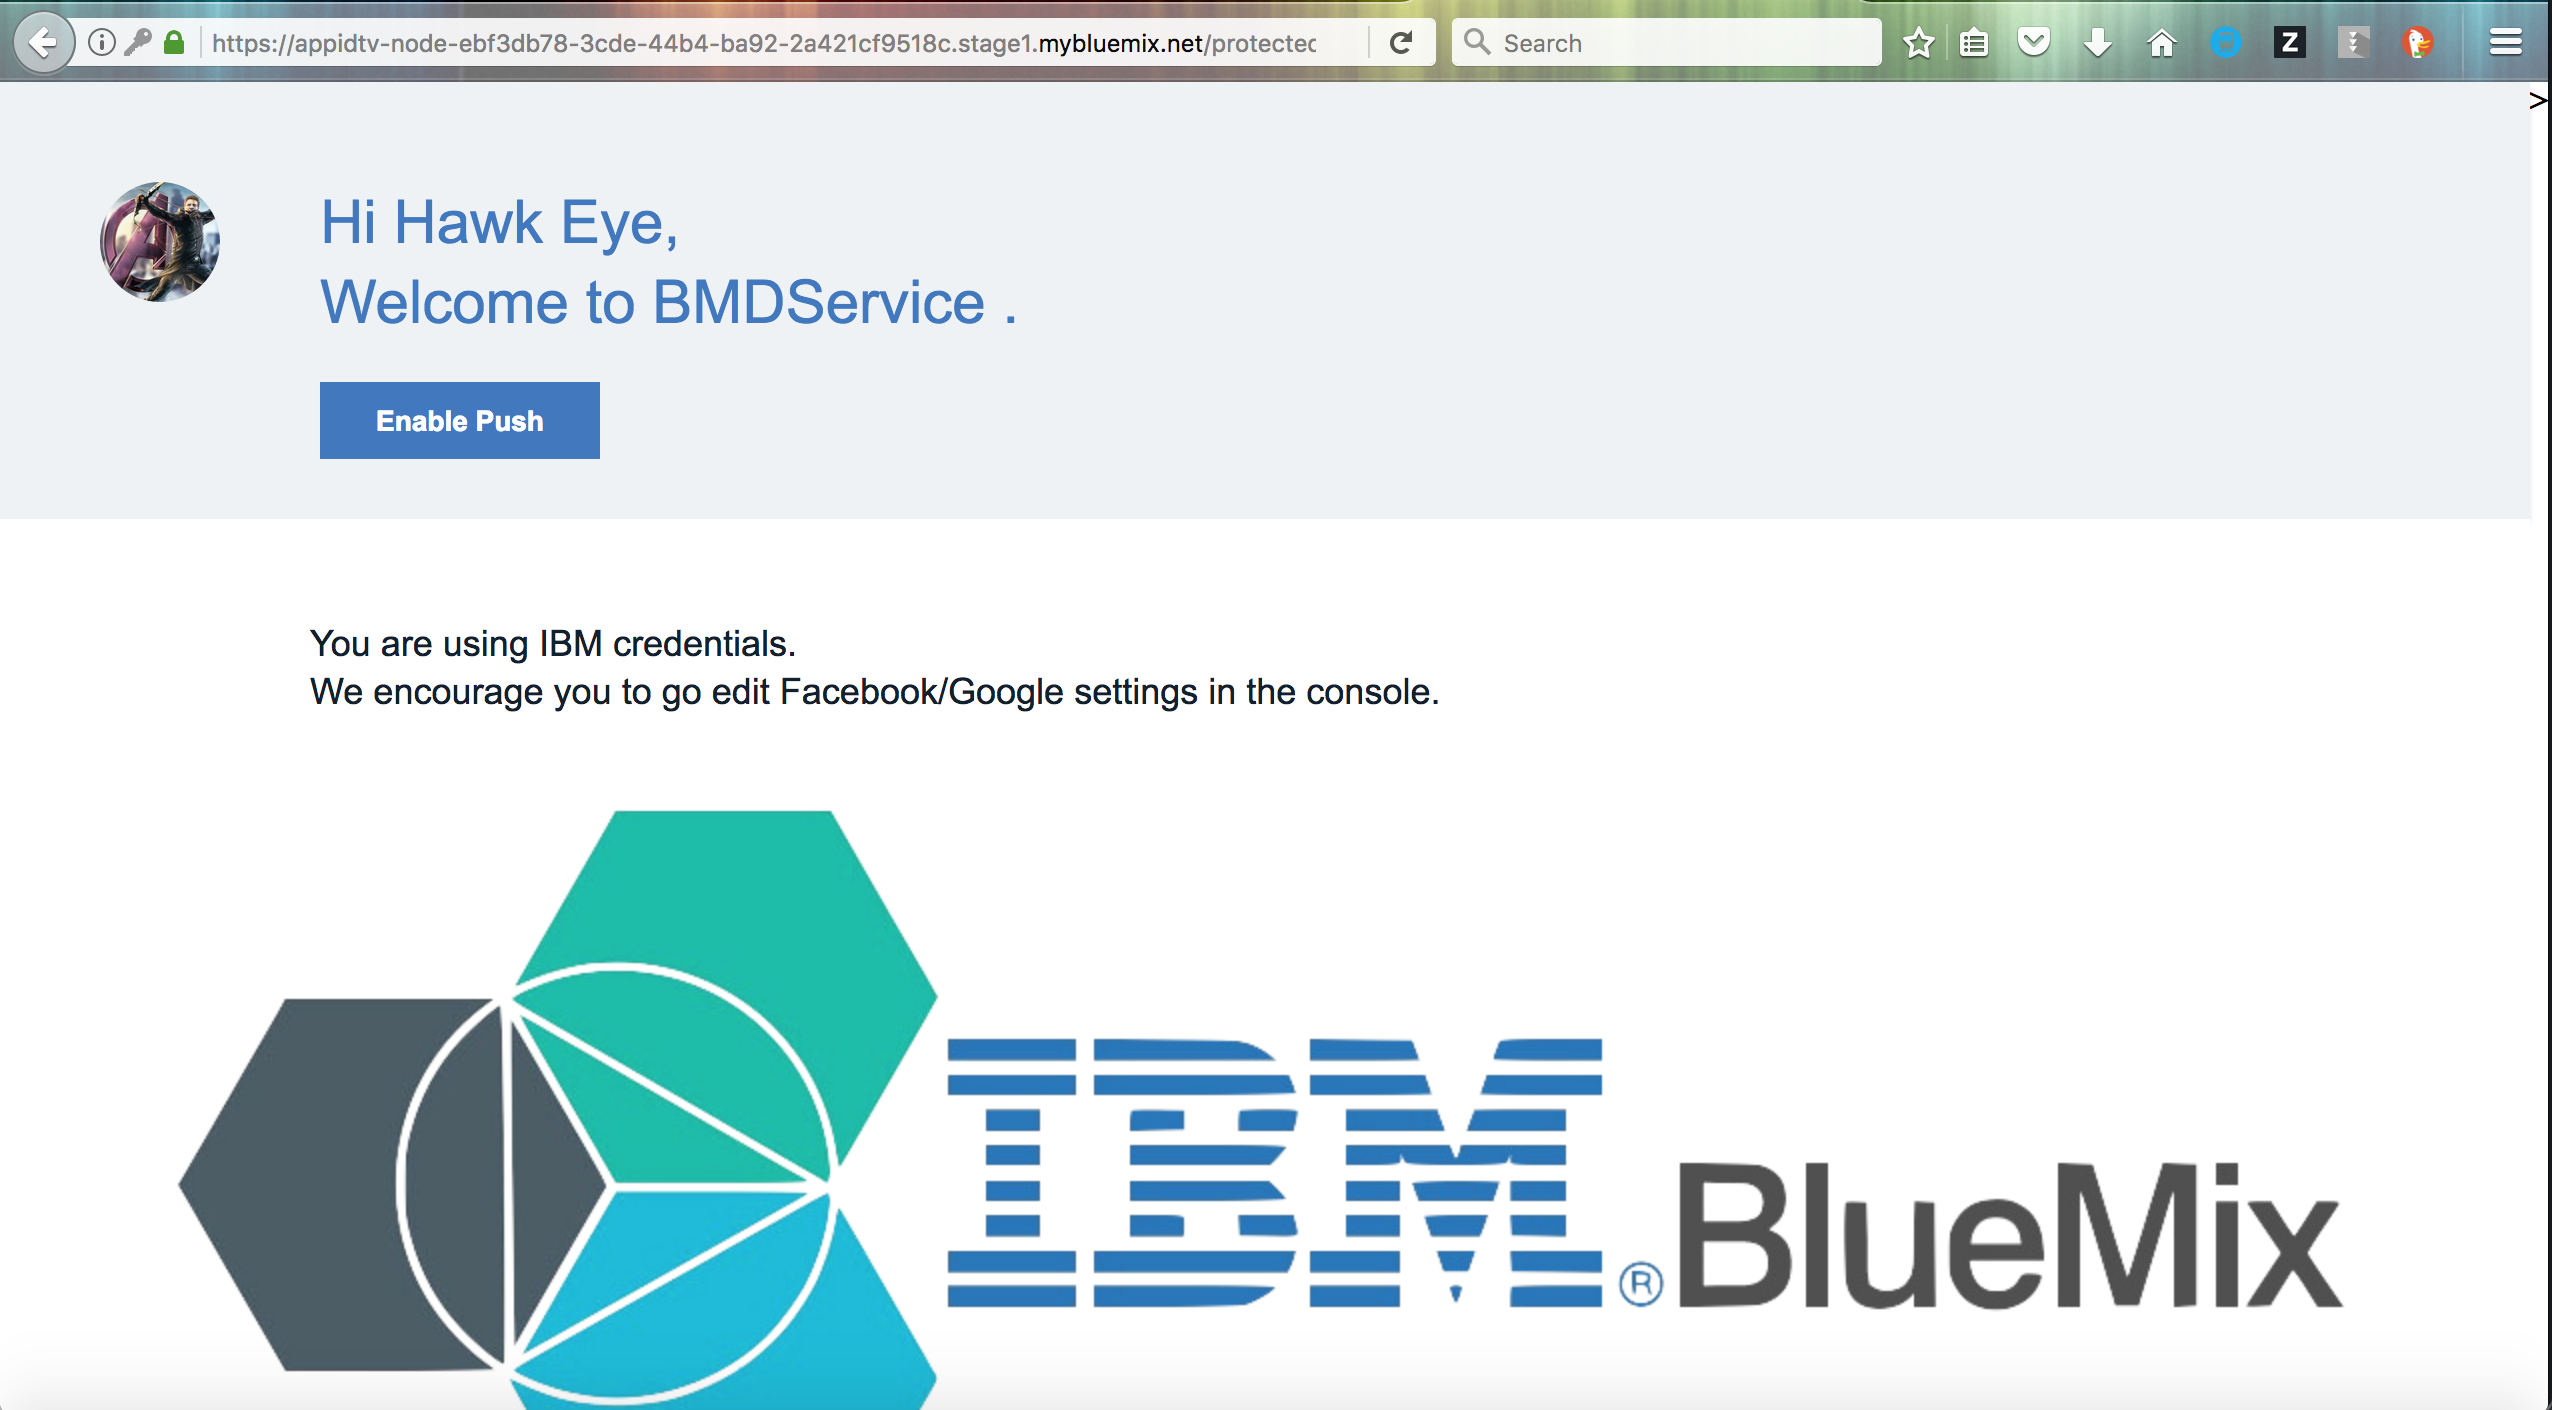 https://appidtv-node-ebf3db78-3cde-44b4-ba92-2a421cf9518c.stage1.mybluemix.net/protected
Search
Z
>
Hi Hawk Eye,
Welcome to BMDService .
Enable Push
You are using IBM credentials.
We encourage you to go edit Facebook/Google settings in the console.
IBM® BlueMix